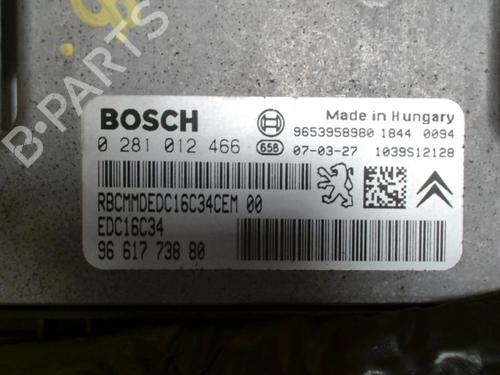 B-PARTS
BOSCH
Made in Hungary
9653958980 1844 0094
0 281 012 466 658 07-03-27 1039S12128
RBCMMDEDC16C34CEM 00
EDC16C34
96 617 738 80